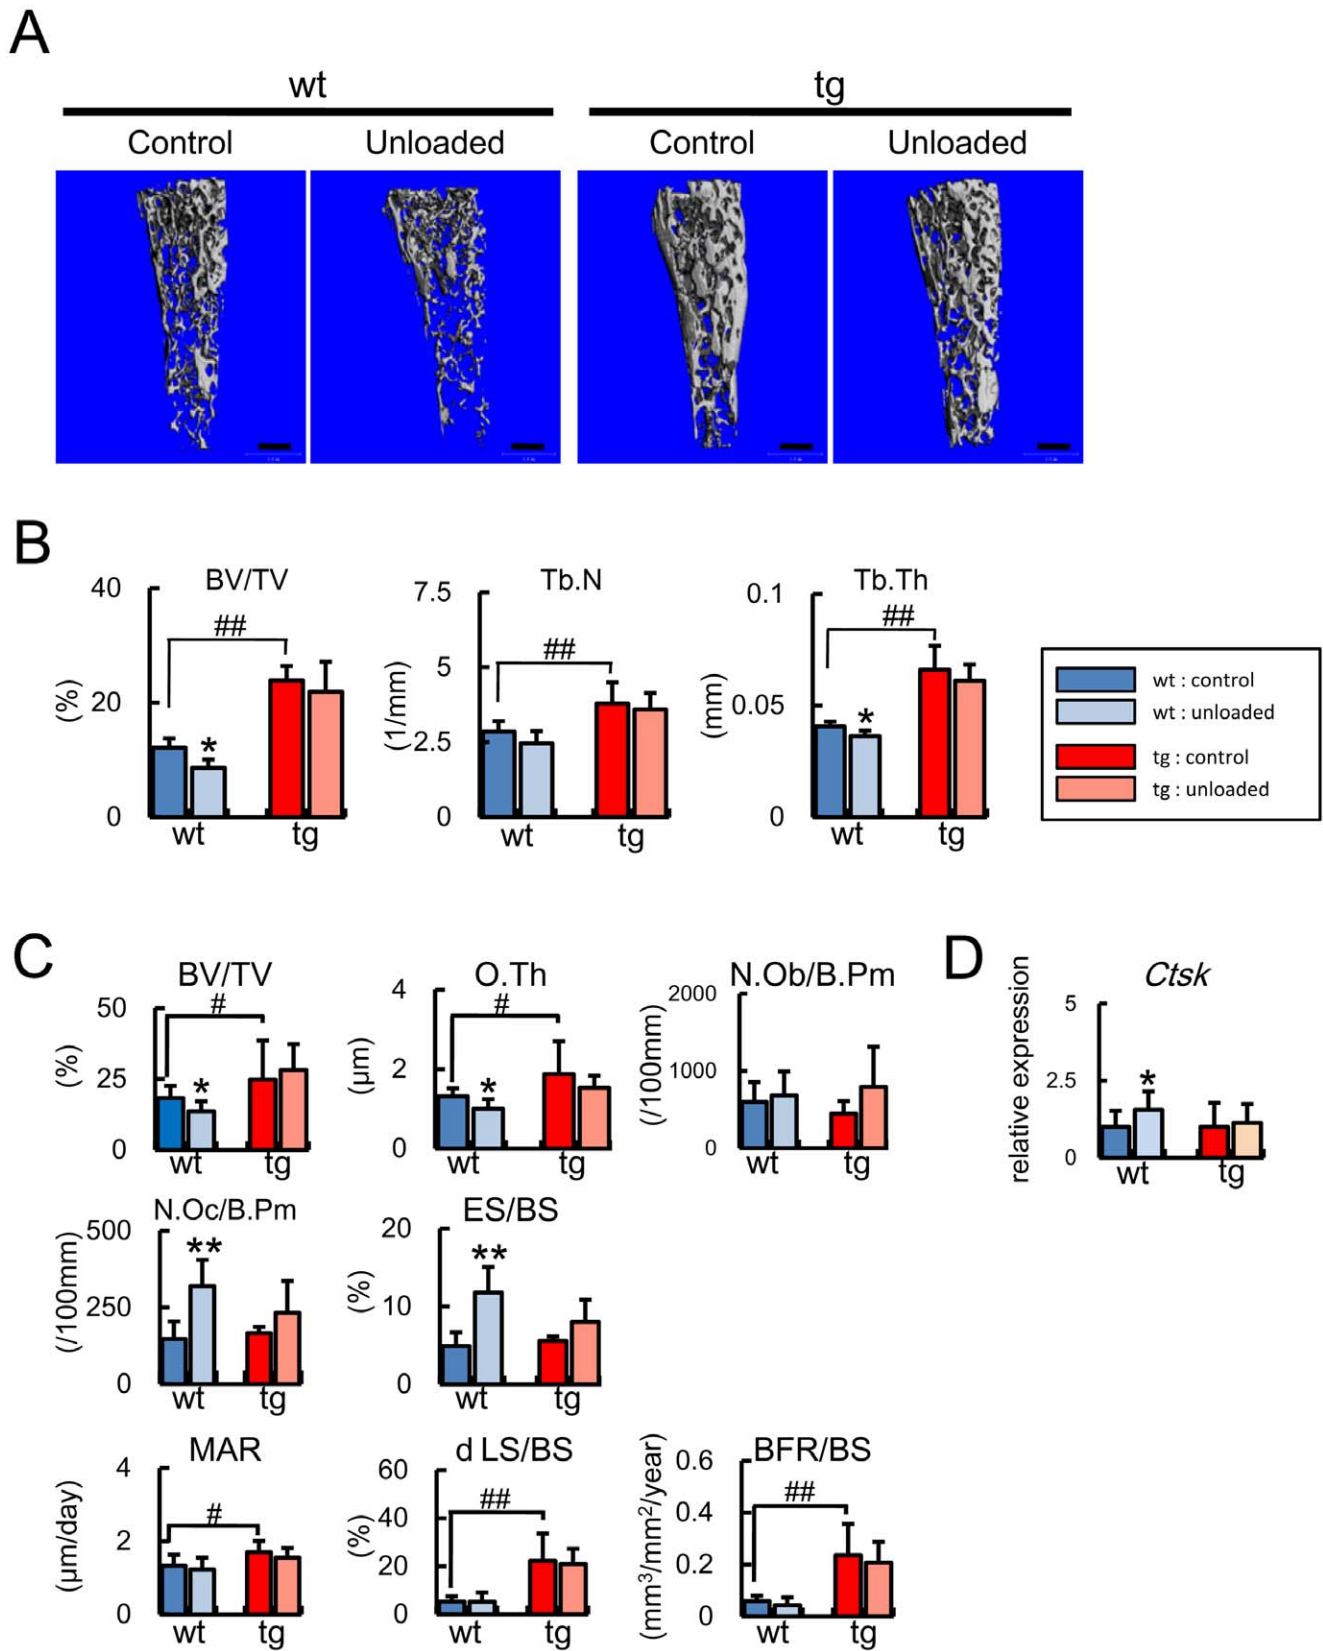 A
wt
tg
Control
Unloaded
Control
Unloaded
B
BV/TV
40
20
0
(%)
##
*
wt
tg
Tb.N
7.5
5
2.5
0
(1/mm)
##
wt
tg
Tb.Th
0.1
0.05
0
(mm)
##
*
wt
tg
wt : control
wt : unloaded
tg : control
tg : unloaded
C
BV/TV
50
25
0
(%)
#
*
wt
tg
O.Th
4
2
0
(µm)
#
*
wt
tg
N.Ob/B.Pm
2000
1000
0
(/100mm)
wt
tg
D
Ctsk
5
2.5
0
relative expression
*
wt
tg
N.Oc/B.Pm
500
250
0
(/100mm)
**
wt
tg
ES/BS
20
10
0
(%)
**
wt
tg
MAR
4
2
0
(µm/day)
#
wt
tg
d LS/BS
60
40
20
0
(%)
##
wt
tg
BFR/BS
0.6
0.4
0.2
0
(mm³/mm²/year)
##
wt
tg